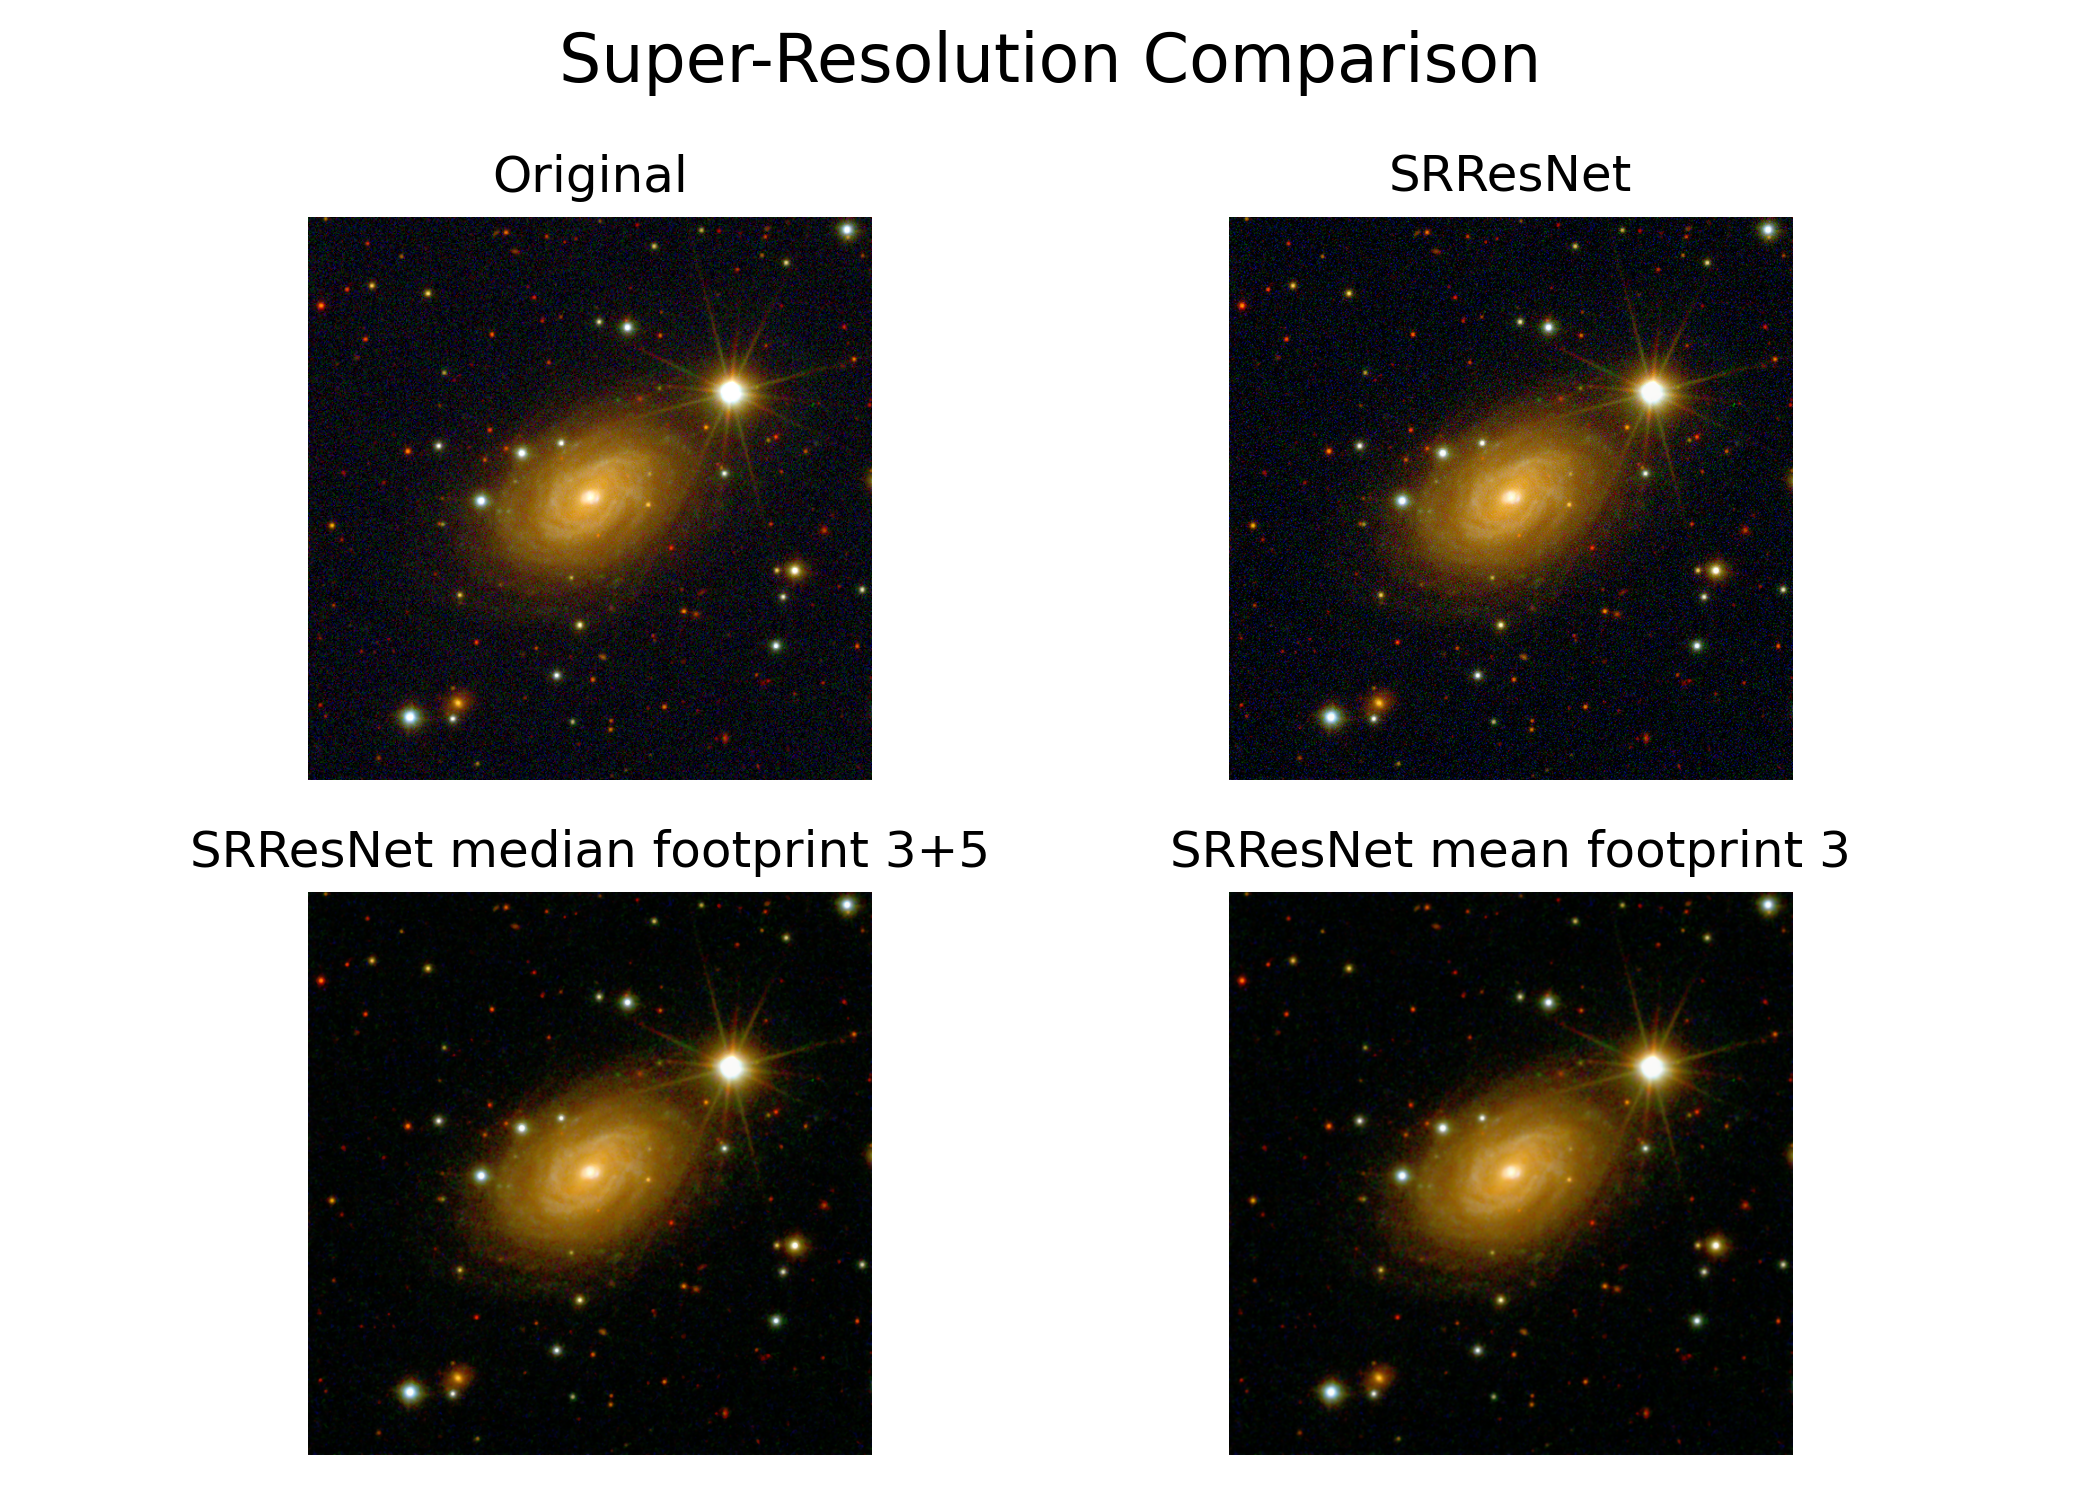 Super-Resolution Comparison
Original
SRResNet
SRResNet median footprint 3+5
SRResNet mean footprint 3